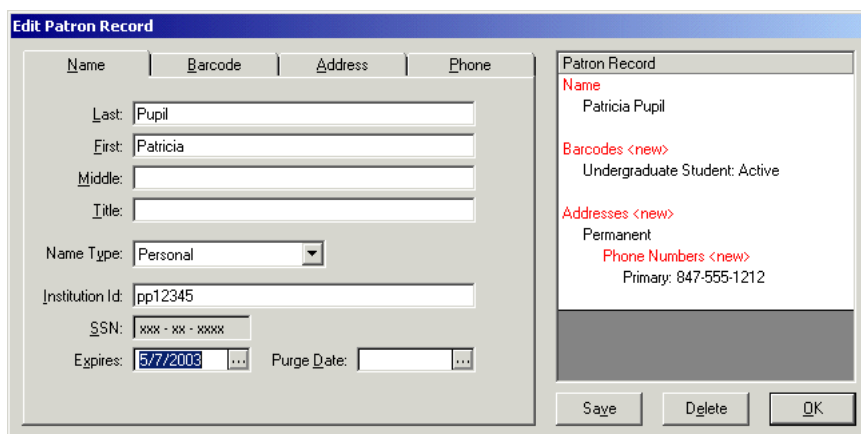 Edit Patron Record
Name Barcode Address Phone
Last: Pupil
First: Patricia
Middle:
Title:
Name Type: Personal
Institution Id: pp12345
SSN: xxx - xx - xxxx
Expires: 5/7/2003 ... Purge Date: ...
Patron Record
Name
Patricia Pupil
Barcodes <new>
Undergraduate Student: Active
Addresses <new>
Permanent
Phone Numbers <new>
Primary: 847-555-1212
Save Delete OK